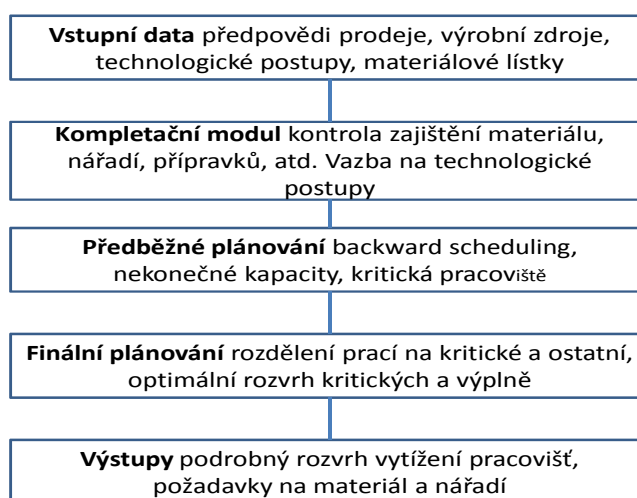 Vstupní data předpovědi prodeje, výrobní zdroje,
technologické postupy, materiálové lístky
Kompletační modul kontrola zajištění materiálu,
nářadí, přípravků, atd. Vazba na technologické
postupy
Předběžné plánování backward scheduling,
nekonečné kapacity, kritická pracoviště
Finální plánování rozdělení prací na kritické a ostatní,
optimální rozvrh kritických a výplně
Výstupy podrobný rozvrh vytížení pracovišť,
požadavky na materiál a nářadí